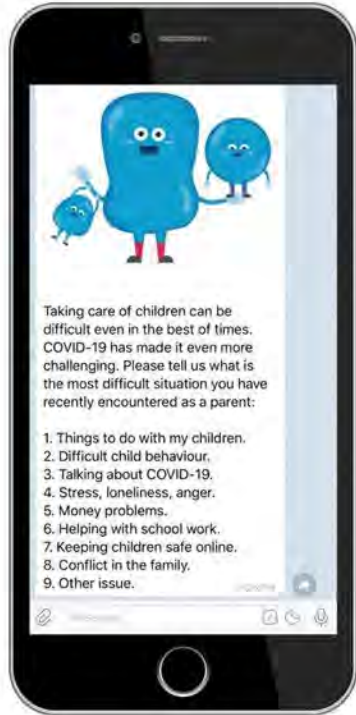 Taking care of children can be
difficult even in the best of times.
COVID-19 has made it even more
challenging. Please tell us what is
the most difficult situation you have
recently encountered as a parent:
1. Things to do with my children.
2. Difficult child behaviour.
3. Talking about COVID-19.
4. Stress, loneliness, anger.
5. Money problems.
6. Helping with school work.
7. Keeping children safe online.
8. Conflict in the family.
9. Other issue.